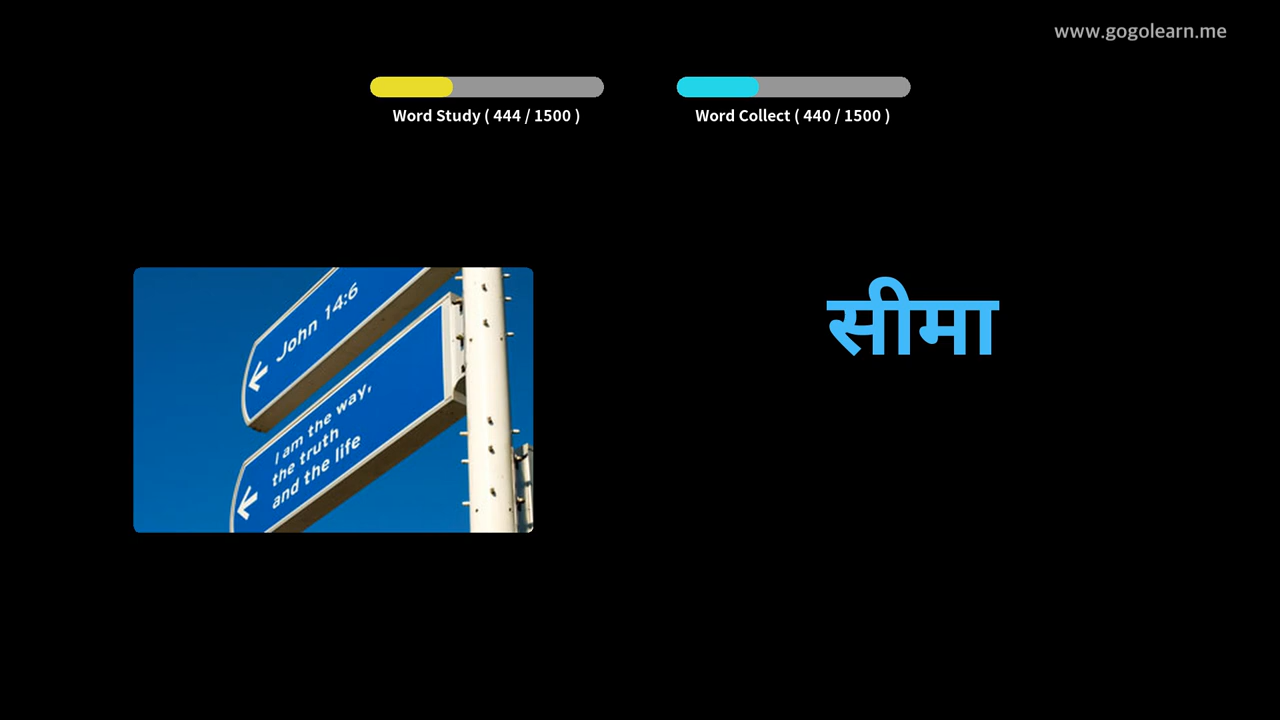 www.gogolearn.me
Word Study ( 444 / 1500 )
Word Collect ( 440 / 1500 )
John 14:6
I am the way,
the truth
and the life
सीमा